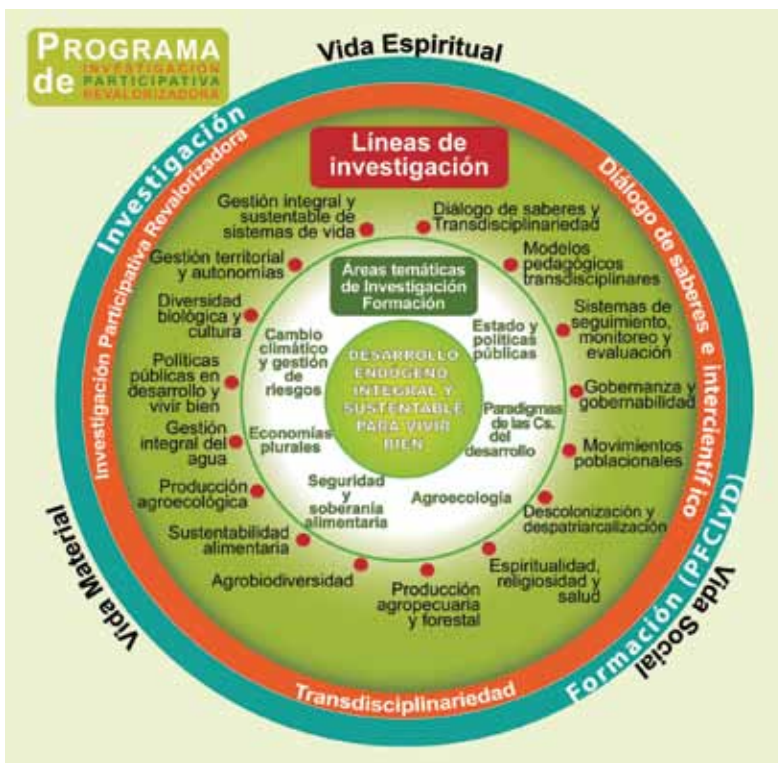 PROGRAMA
de INVESTIGACIÓN
PARTICIPATIVA
REVALORIZADORA
Vida Espiritual
Investigación
Investigación Participativa Revalorizadora
Diálogo de saberes e intercientífico
Líneas de
investigación
Gestión integral y
sustentable de
sistemas de vida
Diálogo de saberes y
Transdisciplinariedad
Gestión territorial
y autonomías
Modelos
pedagógicos
transdisciplinares
Diversidad
biológica y
cultura
Sistemas de
seguimiento,
monitoreo y
evaluación
Políticas
públicas en
desarrollo y
vivir bien
Gobernanza y
gobernabilidad
Gestión
integral del
agua
Movimientos
poblacionales
Producción
agroecológica
Descolonización y
despatriarcalización
Sustentabilidad
alimentaria
Espiritualidad,
religiosidad y
salud
Agrobiodiversidad
Producción
agropecuaria
y forestal
Áreas temáticas
de Investigación
Formación
Cambio
climático y
gestión de
riesgos
Estado y
políticas
públicas
Economías
plurales
Paradigmas
de las Cs. del
desarrollo
Seguridad
y
soberanía
alimentaria
Agroecología
DESARROLLO
ENDÓGENO
INTEGRAL Y
SUSTENTABLE
PARA VIVIR
BIEN
Vida Material
Vida Social
Formación (PFCIyD)
Transdisciplinariedad